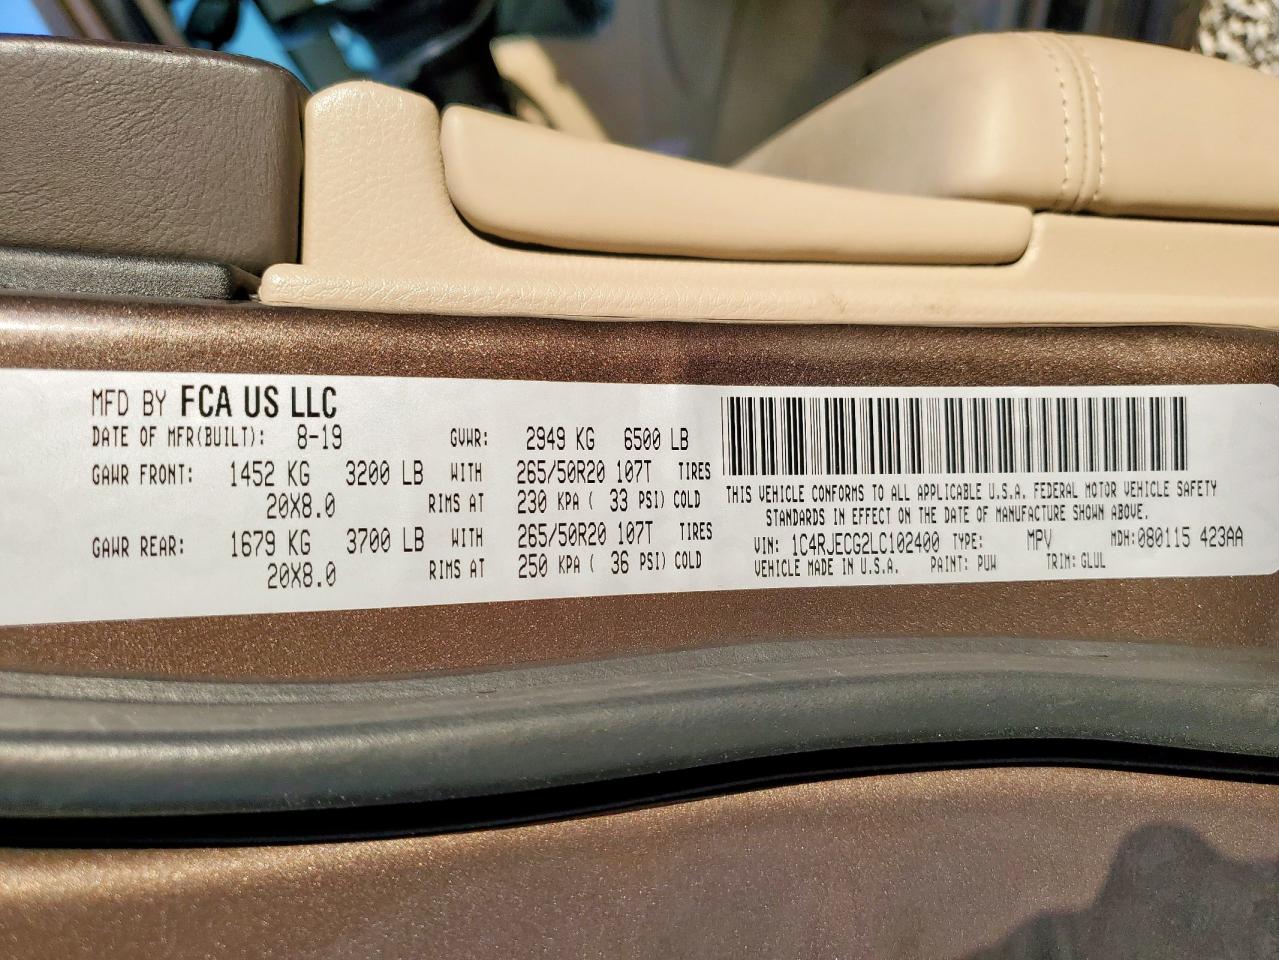 MFD BY FCA US LLC
DATE OF MFR(BUILT): 8-19 GVWR: 2949 KG 6500 LB
GAWR FRONT: 1452 KG 3200 LB WITH 265/50R20 107T TIRES
20X8.0 RIMS AT 230 KPA ( 33 PSI) COLD
GAWR REAR: 1679 KG 3700 LB WITH 265/50R20 107T TIRES
20X8.0 RIMS AT 250 KPA ( 36 PSI) COLD
THIS VEHICLE CONFORMS TO ALL APPLICABLE U.S.A. FEDERAL MOTOR VEHICLE SAFETY
STANDARDS IN EFFECT ON THE DATE OF MANUFACTURE SHOWN ABOVE.
VIN: 1C4RJECG2LC102400 TYPE: MPV MDH:080115 423AA
VEHICLE MADE IN U.S.A. PAINT: PUW TRIM: GLUL